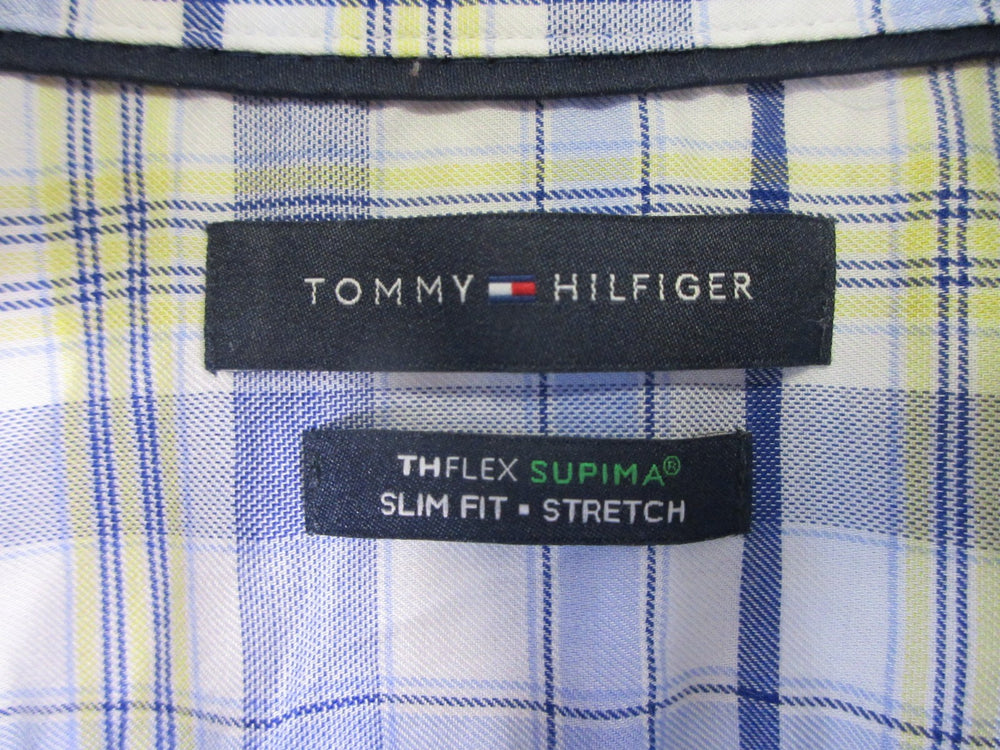 TOMMY HILFIGER
THFLEX SUPIMA®
SLIM FIT ▪ STRETCH